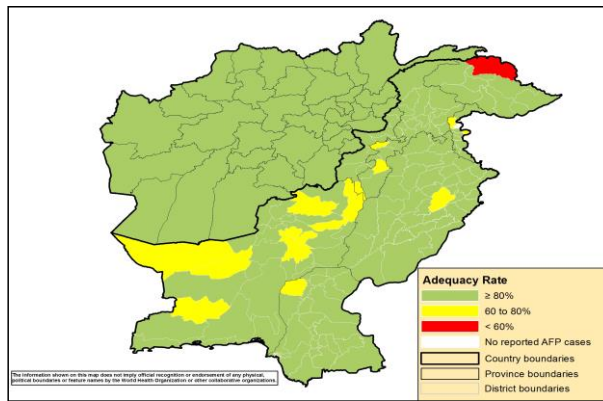 Adequacy Rate
≥ 80%
60 to 80%
< 60%
No reported AFP cases
Country boundaries
Province boundaries
District boundaries
The information shown on this map does not imply official recognition or endorsement of any physical,
political boundaries or feature names by the World Health Organization or other collaborative organizations.